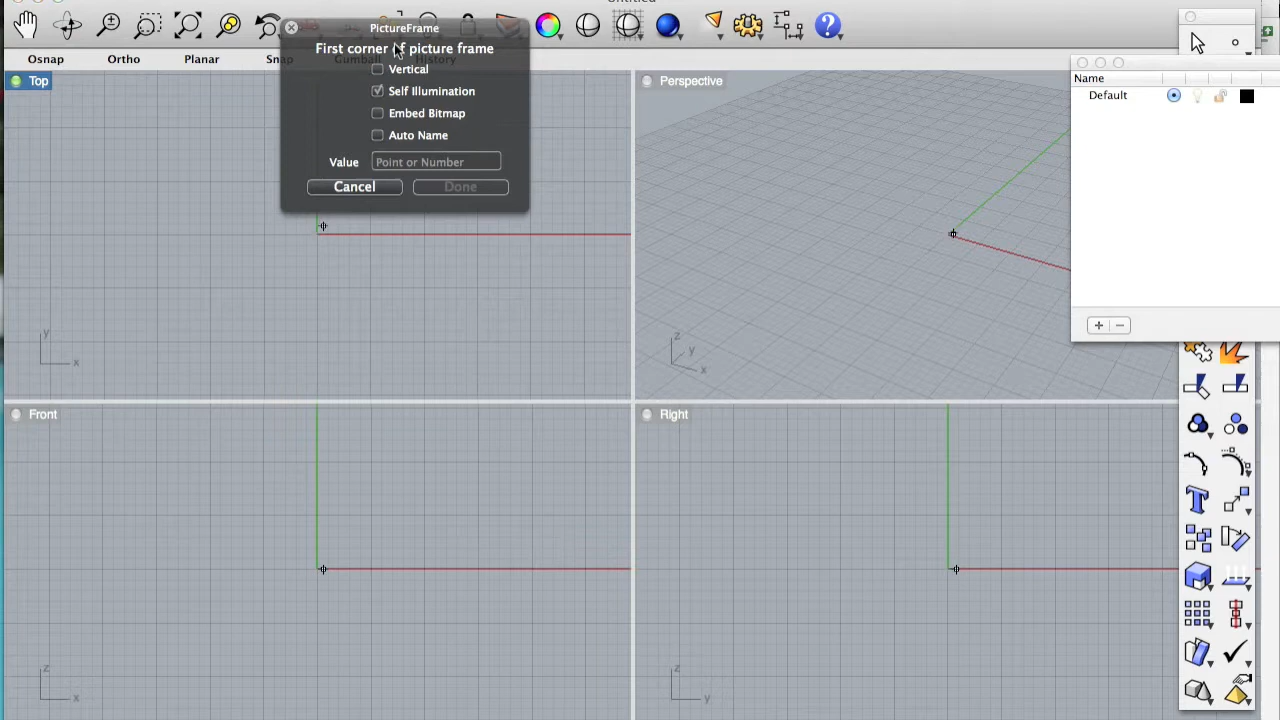 Untitled
PictureFrame
First corner of picture frame
Vertical
Self Illumination
Embed Bitmap
Auto Name
Value Point or Number
Cancel Done
Osnap Ortho Planar Snap Gumball History
Top
Perspective
Name
Default
y
x
z
y
x
Front
Right
z
x
z
y